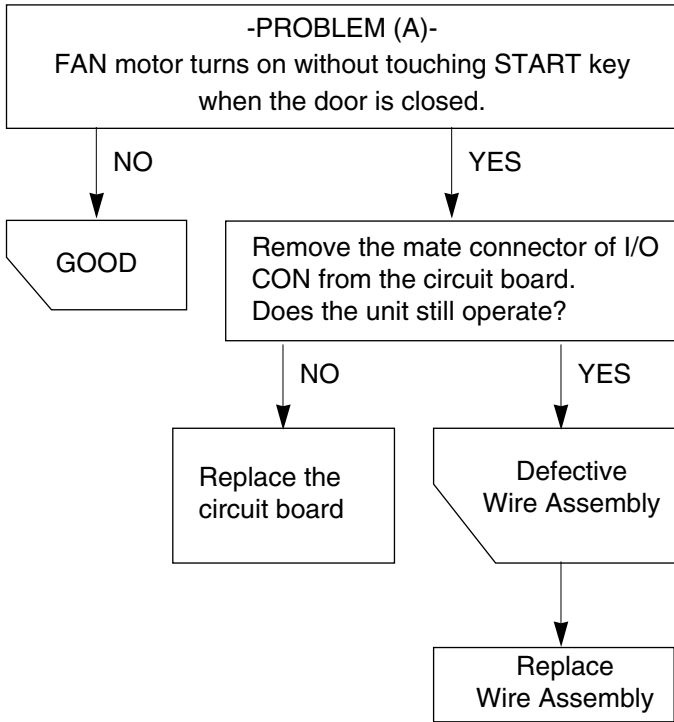 -PROBLEM (A)-
FAN motor turns on without touching START key
when the door is closed.
NO
YES
GOOD
Remove the mate connector of I/O
CON from the circuit board.
Does the unit still operate?
NO
YES
Replace the
circuit board
Defective
Wire Assembly
Replace
Wire Assembly